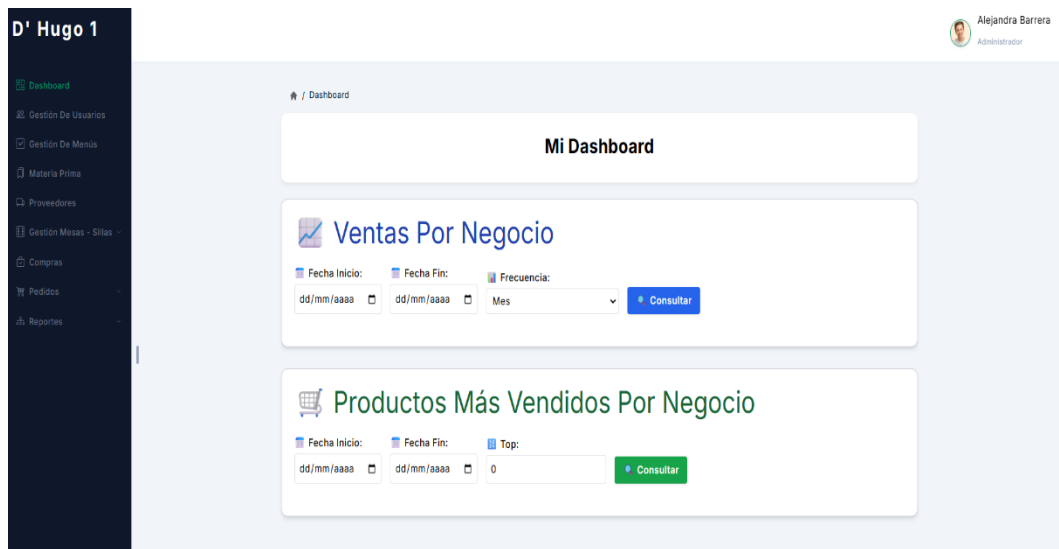 D' Hugo 1
Alejandra Barrera
Administrador
Dashboard
Gestión De Usuarios
Gestión De Menús
Materia Prima
Proveedores
Gestión Mesas - Sillas
Compras
Pedidos
Reportes
/ Dashboard
Mi Dashboard
Ventas Por Negocio
Fecha Inicio: Fecha Fin: Frecuencia:
dd/mm/aaaa dd/mm/aaaa Mes Consultar
Productos Más Vendidos Por Negocio
Fecha Inicio: Fecha Fin: Top:
dd/mm/aaaa dd/mm/aaaa 0 Consultar